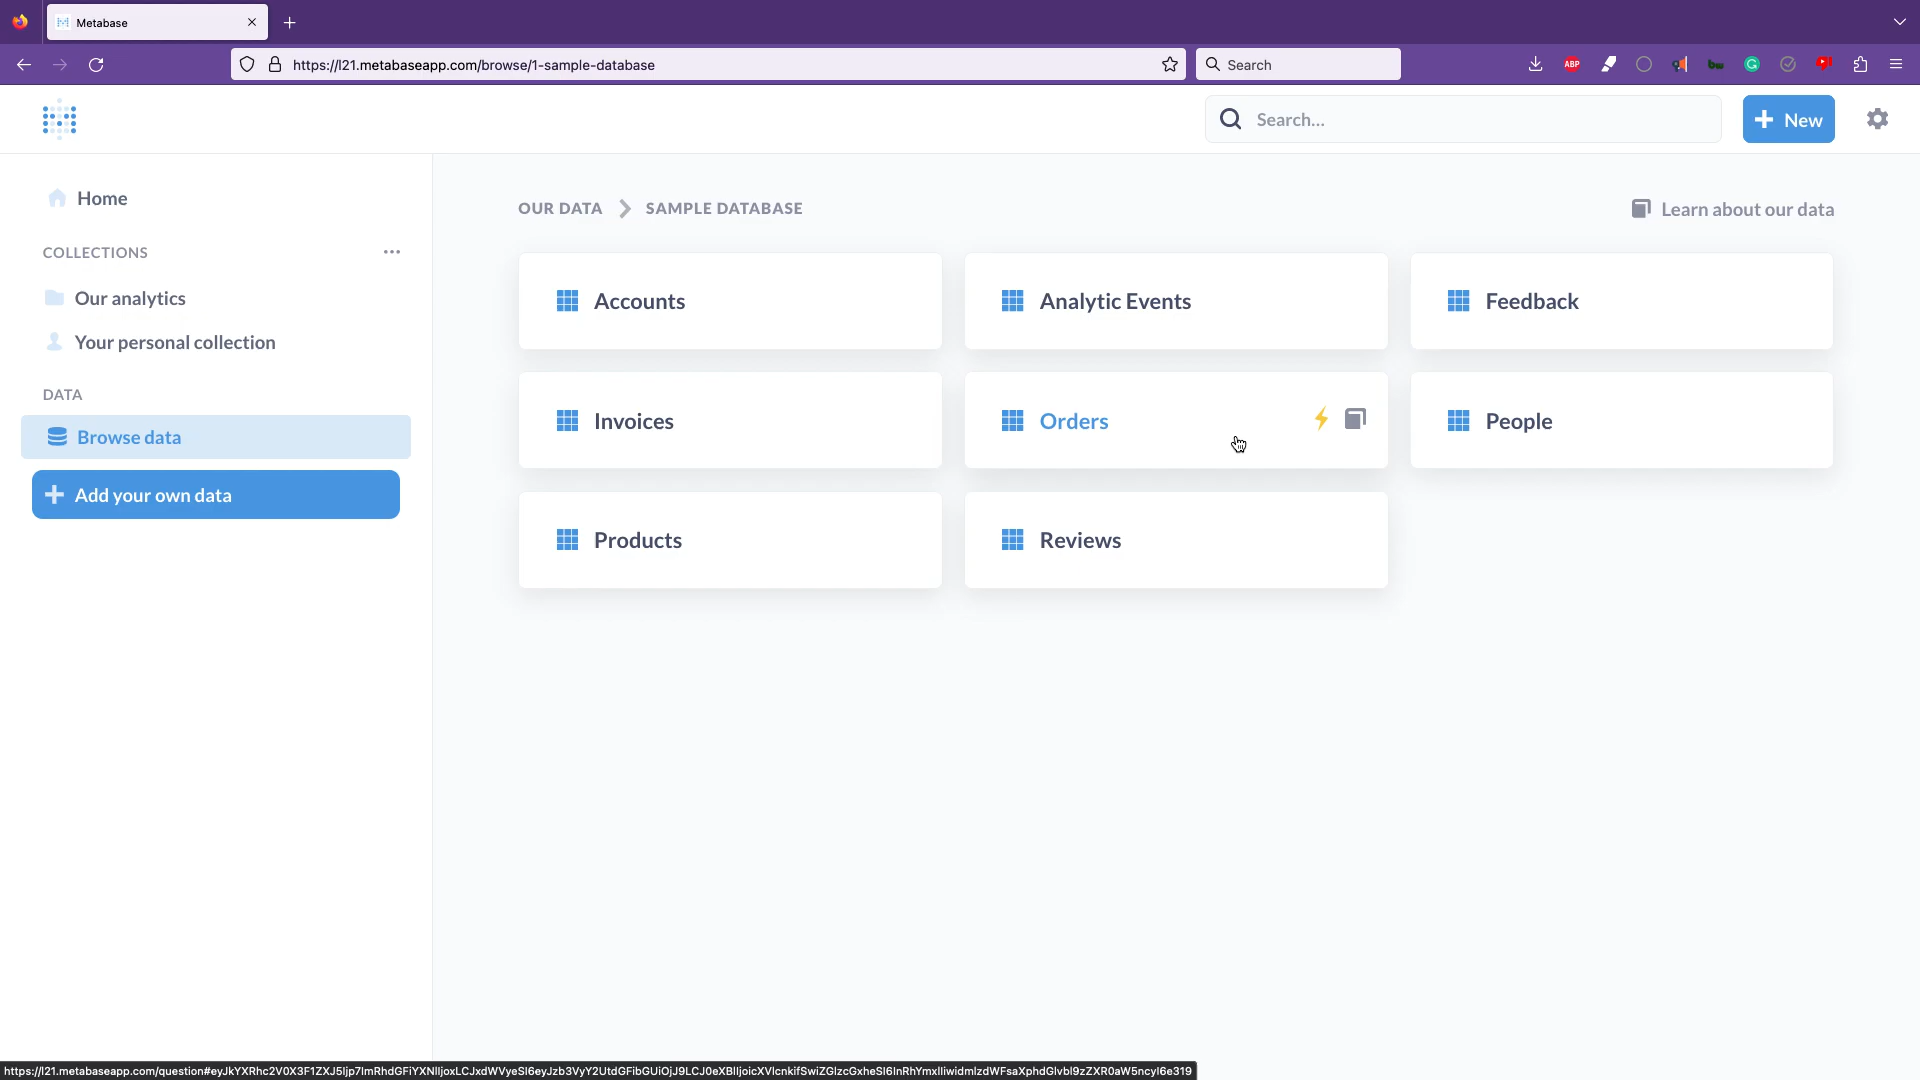 Metabase
https://l21.metabaseapp.com/browse/1-sample-database
Search
ABP
bw
Search...
New
Home
COLLECTIONS
Our analytics
Your personal collection
DATA
Browse data
Add your own data
OUR DATA
SAMPLE DATABASE
Learn about our data
Accounts
Analytic Events
Feedback
Invoices
Orders
People
Products
Reviews